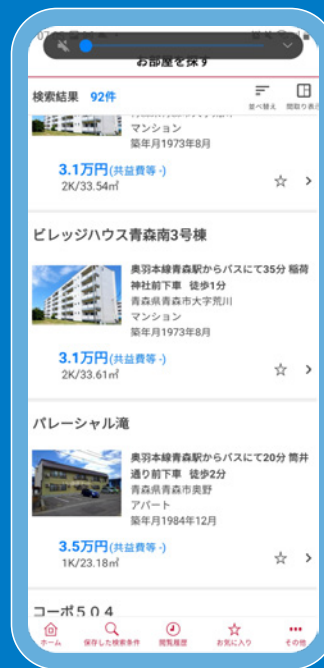 お部屋を探す
検索結果 92件
並べ替え 間取り表示
マンション
築年月1973年8月
3.1万円(共益費等 -)
2K/33.54㎡
ビレッジハウス青森南3号棟
奥羽本線青森駅からバスにて35分 稲荷
神社前下車 徒歩1分
青森県青森市大字荒川
マンション
築年月1973年8月
3.1万円(共益費等 -)
2K/33.61㎡
パレーシャル滝
奥羽本線青森駅からバスにて20分 筒井
通り前下車 徒歩2分
青森県青森市奥野
アパート
築年月1984年12月
3.5万円(共益費等 -)
1K/23.18㎡
コーポ５０４
ホーム 保存した検索条件 閲覧履歴 お気に入り その他